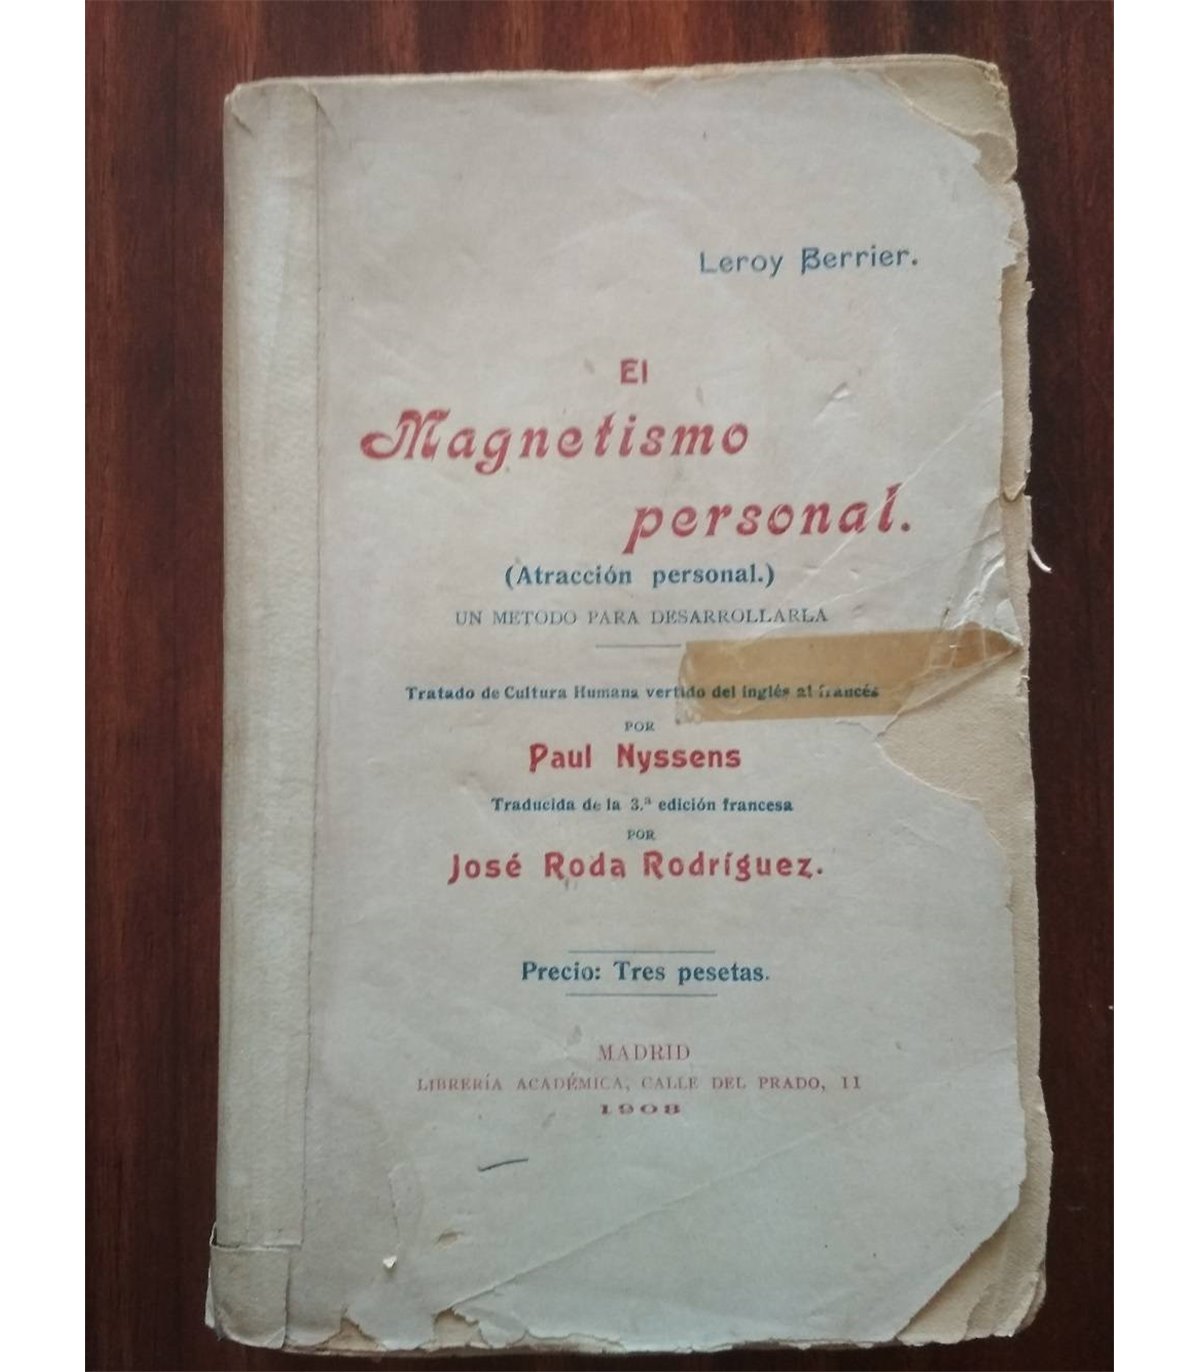 Leroy Berrier.
El
Magnetismo
personal.
(Atracción personal.)
UN METODO PARA DESARROLLARLA
Tratado de Cultura Humana vertido del inglés al francés
POR
Paul Nyssens
Traducida de la 3.ª edición francesa
POR
José Roda Rodríguez.
Precio: Tres pesetas.
MADRID
LIBRERÍA ACADÉMICA, CALLE DEL PRADO, 11
1908